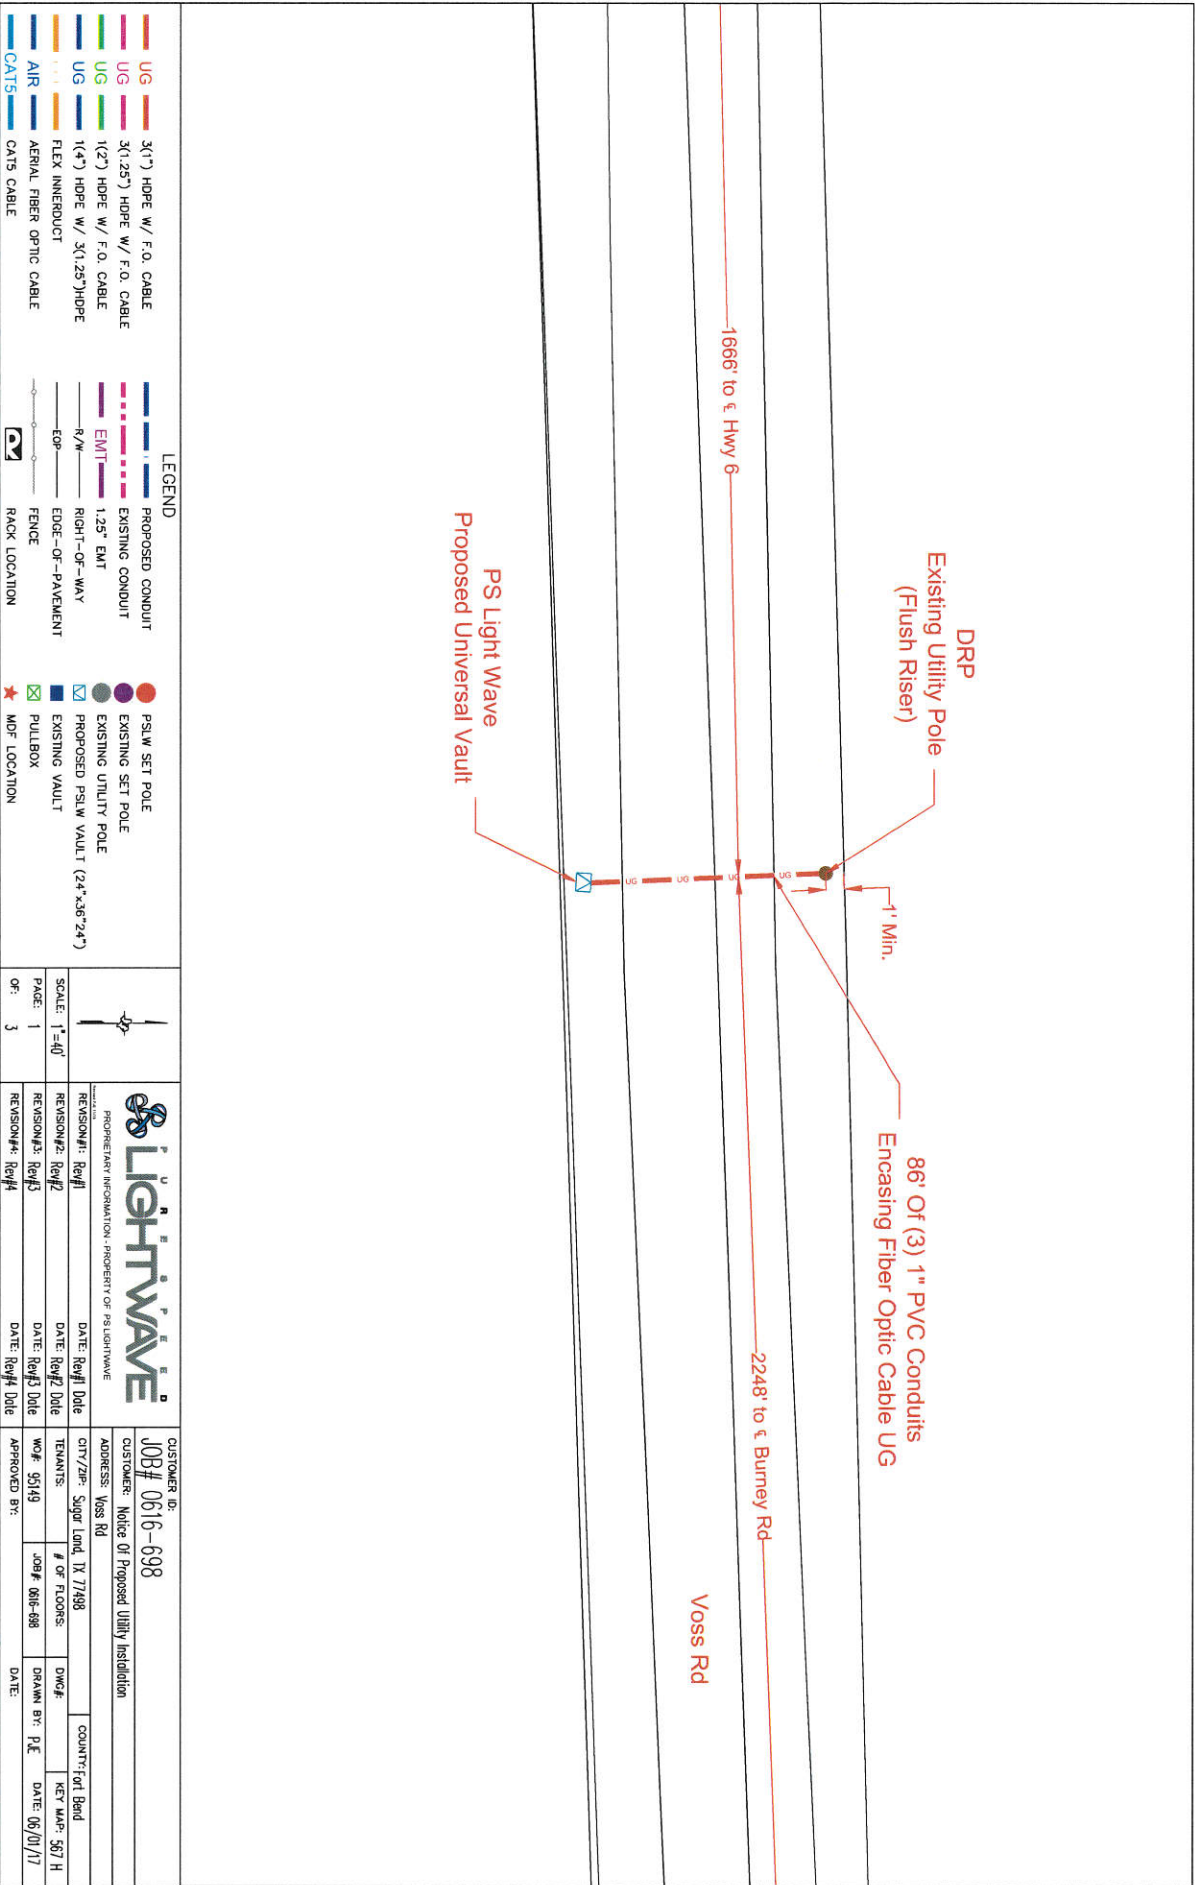 DRP
Existing Utility Pole
(Flush Riser)
1' Min.
86' Of (3) 1" PVC Conduits
Encasing Fiber Optic Cable UG
1666' to ℄ Hwy 6
2248' to ℄ Burney Rd
UG UG UG UG
Voss Rd
PS Light Wave
Proposed Universal Vault
LEGEND
UG 3(1") HDPE W/ F.O. CABLE
UG 3(1.25") HDPE W/ F.O. CABLE
UG 1(2") HDPE W/ F.O. CABLE
UG 1(4") HDPE W/ 3(1.25")HDPE
FLEX INNERDUCT
AIR AERIAL FIBER OPTIC CABLE
CAT5 CAT5 CABLE
PROPOSED CONDUIT
EXISTING CONDUIT
EMT 1.25" EMT
R/W RIGHT-OF-WAY
EOP EDGE-OF-PAVEMENT
FENCE
RACK LOCATION
PSLW SET POLE
EXISTING SET POLE
EXISTING UTILITY POLE
PROPOSED PSLW VAULT (24"x36"24")
EXISTING VAULT
PULLBOX
MDF LOCATION
SCALE: 1"=40'
PAGE: 1
OF: 3
PURESPEED
LIGHTWAVE
PROPRIETARY INFORMATION - PROPERTY OF PS LIGHTWAVE
REVISION#1: Rev#1 DATE: Rev#1 Date
REVISION#2: Rev#2 DATE: Rev#2 Date
REVISION#3: Rev#3 DATE: Rev#3 Date
REVISION#4: Rev#4 DATE: Rev#4 Date
CUSTOMER ID:
JOB# 0616-698
CUSTOMER: Notice Of Proposed Utility Installation
ADDRESS: Voss Rd
CITY/ZIP: Sugar Land, TX 77498 COUNTY: Fort Bend
TENANTS: # OF FLOORS: DWG#: KEY MAP: 567 H
WO#: 95149 JOB#: 0616-698 DRAWN BY: PJE DATE: 06/01/17
APPROVED BY: DATE: